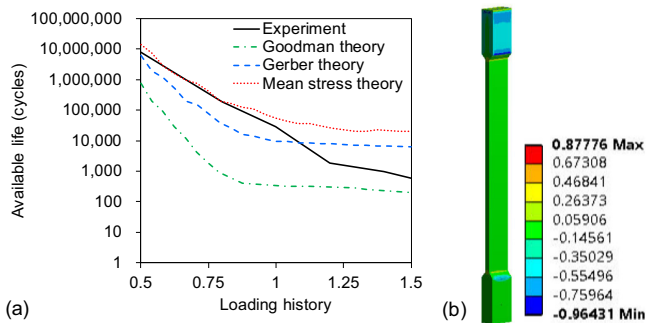 100,000,000
10,000,000
1,000,000
100,000
10,000
1,000
100
10
1
Available life (cycles)
Experiment
Goodman theory
Gerber theory
Mean stress theory
0.5 0.75 1 1.25 1.5
Loading history
(a)
0.87776 Max
0.67308
0.46841
0.26373
0.05906
-0.14561
-0.35029
-0.55496
-0.75964
-0.96431 Min
(b)